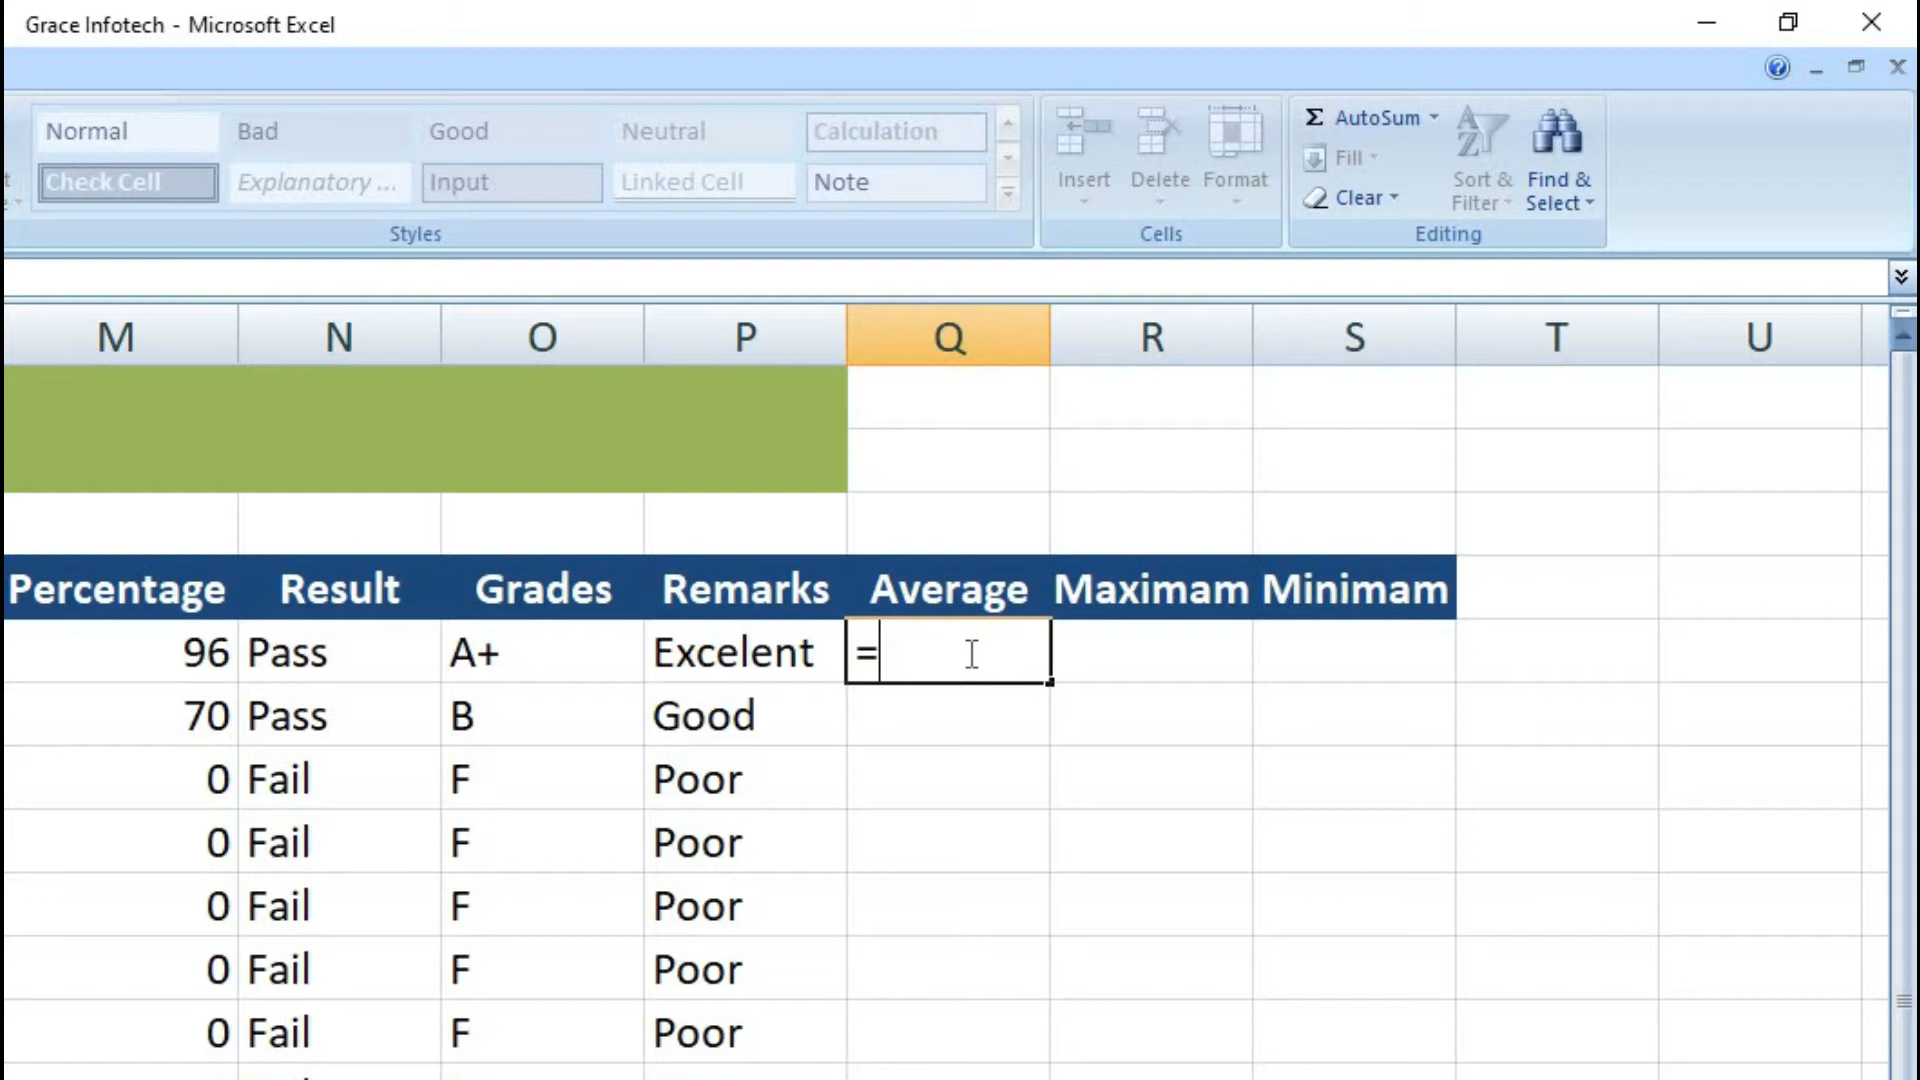 Grace Infotech - Microsoft Excel
Normal Bad Good Neutral Calculation
Check Cell Explanatory ... Input Linked Cell Note
Styles
Insert Delete Format
Cells
Σ AutoSum
Fill
Clear
Sort & Filter
Find & Select
Editing
M N O P Q R S T U
Percentage Result Grades Remarks Average Maximam Minimam
96 Pass A+ Excelent =
70 Pass B Good
0 Fail F Poor
0 Fail F Poor
0 Fail F Poor
0 Fail F Poor
0 Fail F Poor